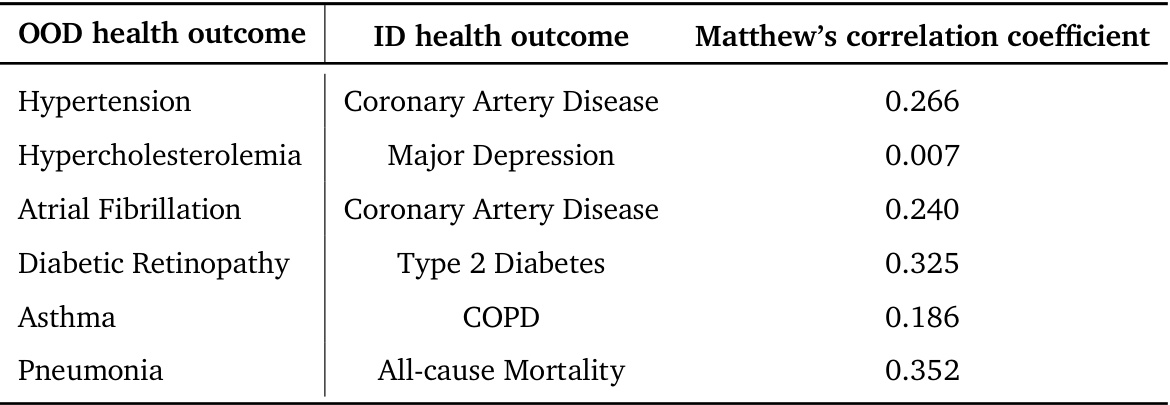 OOD health outcome ID health outcome Matthew's correlation coefficient
Hypertension Coronary Artery Disease 0.266
Hypercholesterolemia Major Depression 0.007
Atrial Fibrillation Coronary Artery Disease 0.240
Diabetic Retinopathy Type 2 Diabetes 0.325
Asthma COPD 0.186
Pneumonia All-cause Mortality 0.352